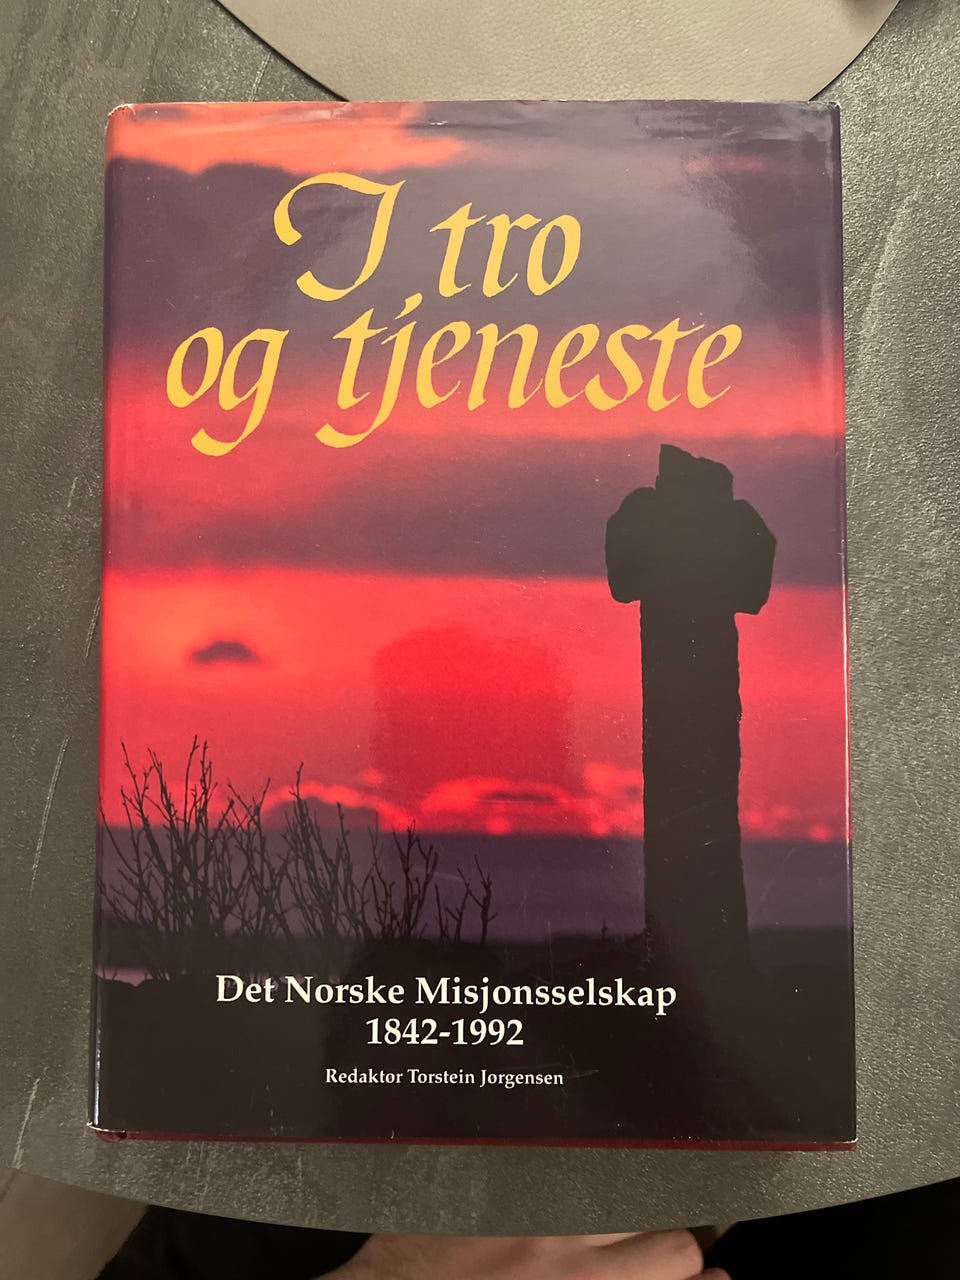 I tro
og tjeneste
Det Norske Misjonsselskap
1842-1992
Redaktør Torstein Jørgensen